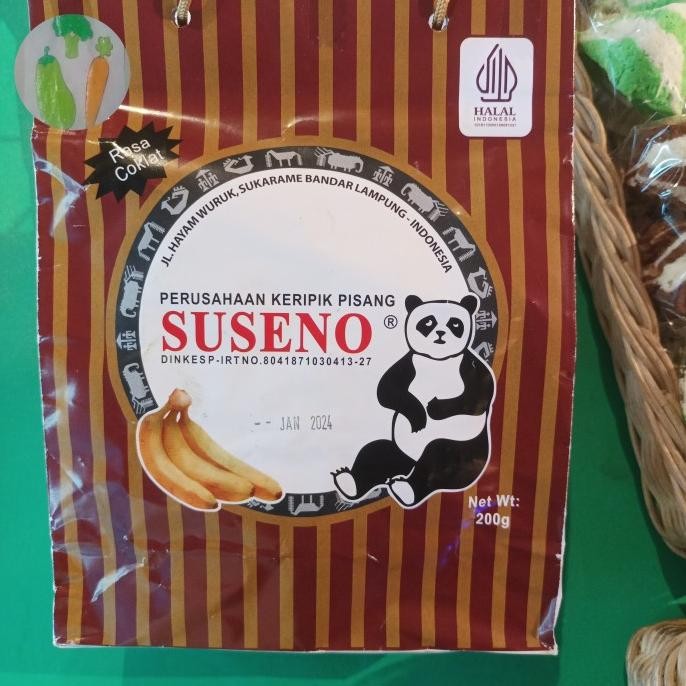 Rasa
Coklat
HALAL
INDONESIA
JL. HAYAM WURUK, SUKARAME BANDAR LAMPUNG - INDONESIA
PERUSAHAAN KERIPIK PISANG
SUSENO ®
DINKESP-IRTNO.8041871030413-27
-- JAN 2024
Net Wt:
200g